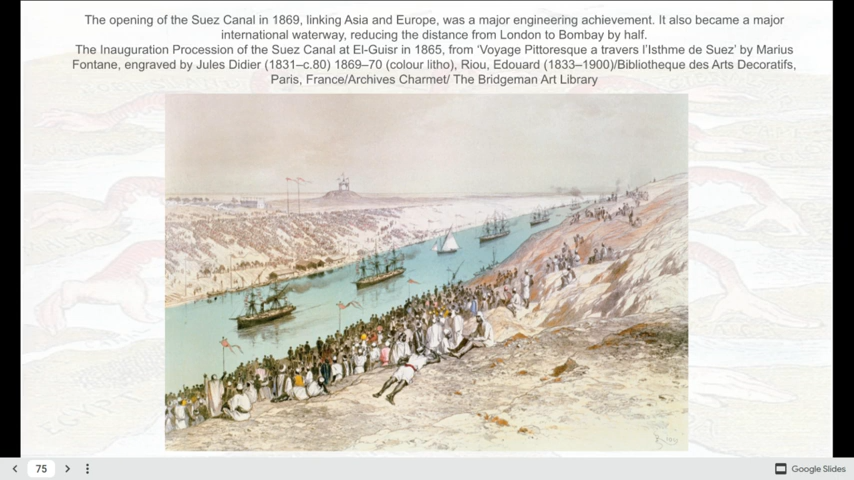 The opening of the Suez Canal in 1869, linking Asia and Europe, was a major engineering achievement. It also became a major
international waterway, reducing the distance from London to Bombay by half.
The Inauguration Procession of the Suez Canal at El-Guisr in 1865, from ‘Voyage Pittoresque a travers l’Isthme de Suez’ by Marius
Fontane, engraved by Jules Didier (1831–c.80) 1869–70 (colour litho), Riou, Edouard (1833–1900)/Bibliotheque des Arts Decoratifs,
Paris, France/Archives Charmet/ The Bridgeman Art Library
75
Google Slides